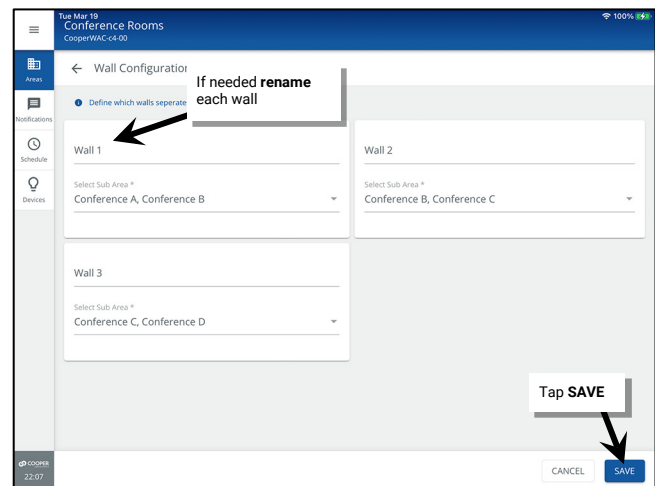 Tue Mar 19
100%
Conference Rooms
CooperWAC-c4-00
Areas
Wall Configuration
If needed rename
each wall
Define which walls seperate
Notifications
Schedule
Devices
Wall 1
Select Sub Area *
Conference A, Conference B
Wall 2
Select Sub Area *
Conference B, Conference C
Wall 3
Select Sub Area *
Conference C, Conference D
Tap SAVE
COOPER
22:07
CANCEL
SAVE